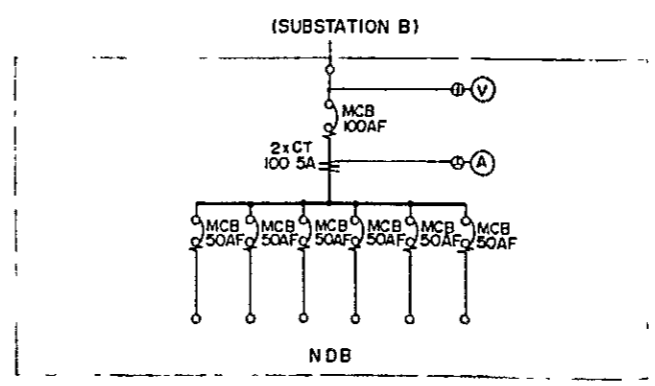 (SUBSTATION B)
V
MCB
100AF
2xCT
100 5A
A
MCB
50AF
MCB
50AF
MCB
50AF
MCB
50AF
MCB
50AF
MCB
50AF
NDB